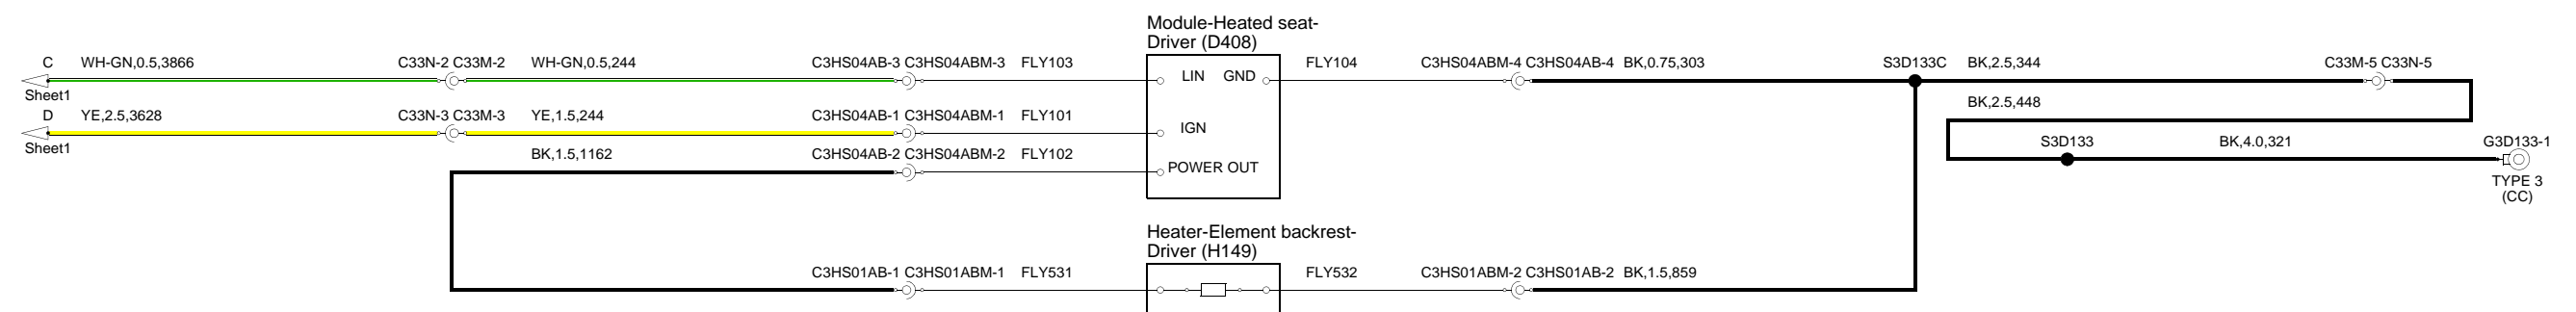 Module-Heated seat-
Driver (D408)
C WH-GN,0.5,3866 C33N-2 C33M-2 WH-GN,0.5,244 C3HS04AB-3 C3HS04ABM-3 FLY103 FLY104 C3HS04ABM-4 C3HS04AB-4 BK,0.75,303 S3D133C BK,2.5,344 C33M-5 C33N-5
LIN GND
Sheet1
BK,2.5,448
D YE,2.5,3628 C33N-3 C33M-3 YE,1.5,244 C3HS04AB-1 C3HS04ABM-1 FLY101
IGN
Sheet1
S3D133 BK,4.0,321 G3D133-1
BK,1.5,1162 C3HS04AB-2 C3HS04ABM-2 FLY102
POWER OUT
TYPE 3
(CC)
Heater-Element backrest-
Driver (H149)
C3HS01AB-1 C3HS01ABM-1 FLY531 FLY532 C3HS01ABM-2 C3HS01AB-2 BK,1.5,859